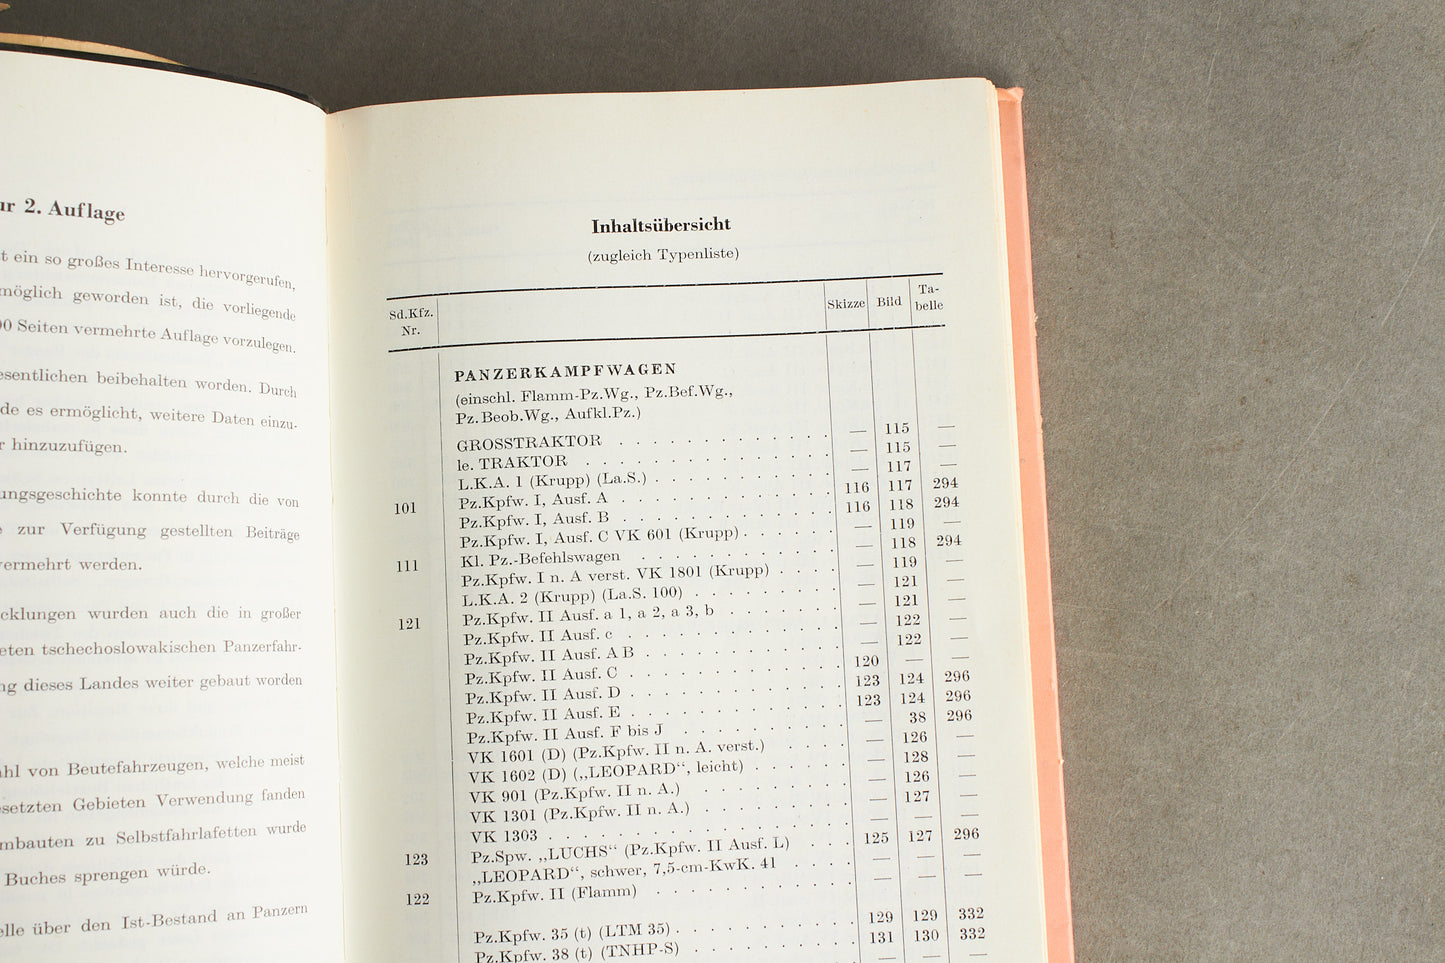 ur 2. Auflage
t ein so großes Interesse hervorgerufen,
möglich geworden ist, die vorliegende
00 Seiten vermehrte Auflage vorzulegen.
esentlichen beibehalten worden. Durch
de es ermöglicht, weitere Daten einzu-
r hinzuzufügen.
ungsgeschichte konnte durch die von
e zur Verfügung gestellten Beiträge
vermehrt werden.
cklungen wurden auch die in großer
eten tschechoslowakischen Panzerfahr-
ng dieses Landes weiter gebaut worden
ahl von Beutefahrzeugen, welche meist
esetzten Gebieten Verwendung fanden
mbauten zu Selbstfahrlafetten wurde
Buches sprengen würde.
elle über den Ist-Bestand an Panzern
Inhaltsübersicht
(zugleich Typenliste)
Sd.Kfz. Nr. Skizze Bild Ta-belle
PANZERKAMPFWAGEN
(einschl. Flamm-Pz.Wg., Pz.Bef.Wg.,
Pz.Beob.Wg., Aufkl.Pz.)
GROSSTRAKTOR . . . . . . . . . . — 115 —
le. TRAKTOR . . . . . . . . . . — 115 —
L.K.A. 1 (Krupp) (La.S.) . . . . . . . — 117 —
101 Pz.Kpfw. I, Ausf. A . . . . . . . . 116 117 294
Pz.Kpfw. I, Ausf. B . . . . . . . . 116 118 294
Pz.Kpfw. I, Ausf. C VK 601 (Krupp) . . . . — 119 —
111 Kl. Pz.-Befehlswagen . . . . . . . . — 118 294
Pz.Kpfw. I n. A verst. VK 1801 (Krupp) . . . — 119 —
L.K.A. 2 (Krupp) (La.S. 100) . . . . . . — 121 —
121 Pz.Kpfw. II Ausf. a 1, a 2, a 3, b . . . . . — 121 —
Pz.Kpfw. II Ausf. c . . . . . . . . — 122 —
Pz.Kpfw. II Ausf. A B . . . . . . . . — 122 —
Pz.Kpfw. II Ausf. C . . . . . . . . 120 — —
Pz.Kpfw. II Ausf. D . . . . . . . . 123 124 296
Pz.Kpfw. II Ausf. E . . . . . . . . 123 124 296
Pz.Kpfw. II Ausf. F bis J . . . . . . . — 38 296
VK 1601 (D) (Pz.Kpfw. II n. A. verst.) . . . — 126 —
VK 1602 (D) („LEOPARD“, leicht) . . . . — 128 —
VK 901 (Pz.Kpfw. II n. A.) . . . . . . — 126 —
VK 1301 (Pz.Kpfw. II n. A.) . . . . . . — 127 —
VK 1303 . . . . . . . . . . . — — —
123 Pz.Spw. „LUCHS“ (Pz.Kpfw. II Ausf. L) . . . 125 127 296
„LEOPARD“, schwer, 7,5-cm-KwK. 41 — — —
122 Pz.Kpfw. II (Flamm) . . . . . . . . — — —
Pz.Kpfw. 35 (t) (LTM 35) . . . . . . . 129 129 332
Pz.Kpfw. 38 (t) (TNHP-S) . . . . . . . 131 130 332